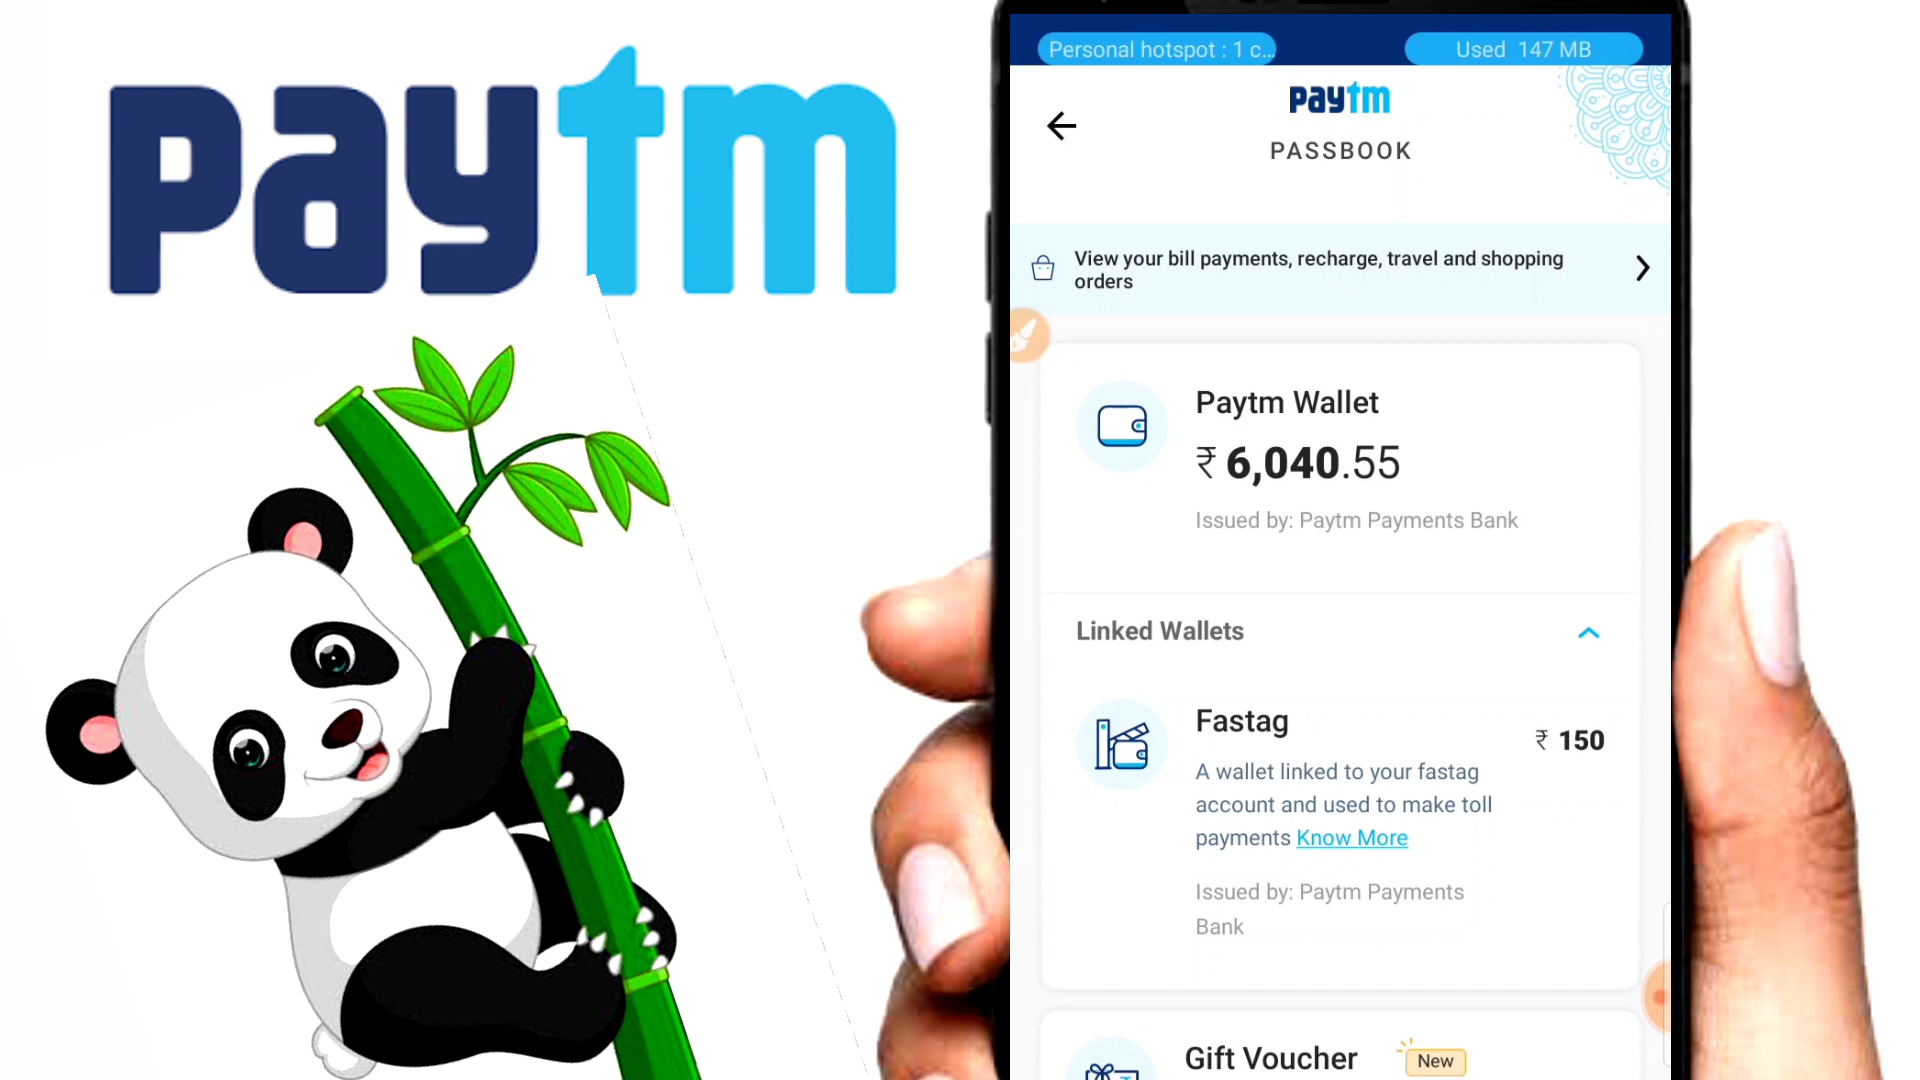 paytm
Personal hotspot : 1 c...
Used 147 MB
paytm
PASSBOOK
View your bill payments, recharge, travel and shopping
orders
Paytm Wallet
₹ 6,040.55
Issued by: Paytm Payments Bank
Linked Wallets
Fastag
₹ 150
A wallet linked to your fastag
account and used to make toll
payments Know More
Issued by: Paytm Payments
Bank
Gift Voucher
New